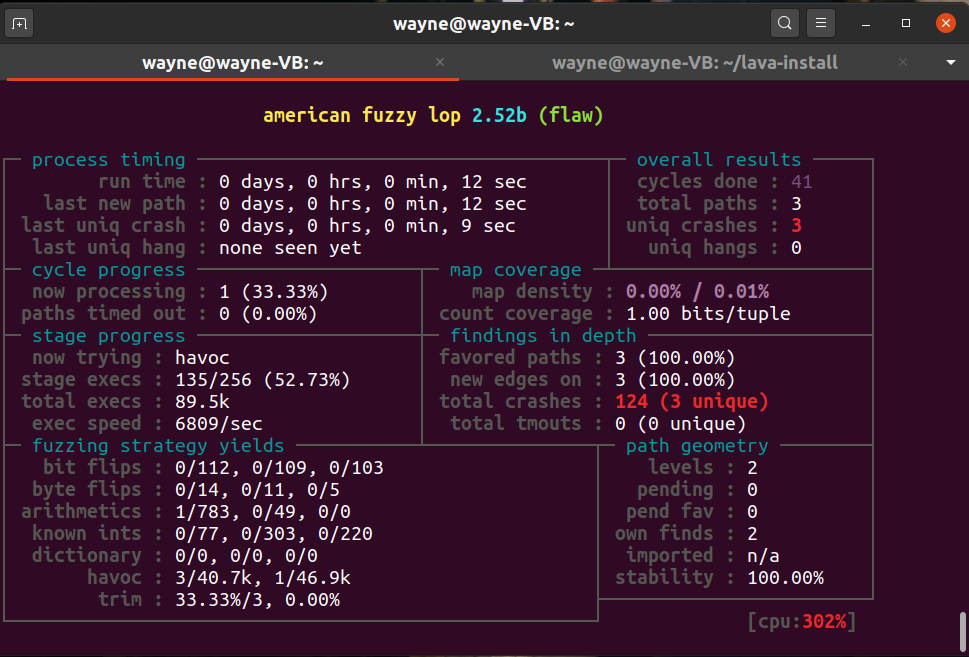 wayne@wayne-VB: ~
wayne@wayne-VB: ~ × wayne@wayne-VB: ~/lava-install ×
american fuzzy lop 2.52b (flaw)
process timing overall results
run time : 0 days, 0 hrs, 0 min, 12 sec cycles done : 41
last new path : 0 days, 0 hrs, 0 min, 12 sec total paths : 3
last uniq crash : 0 days, 0 hrs, 0 min, 9 sec uniq crashes : 3
last uniq hang : none seen yet uniq hangs : 0
cycle progress map coverage
now processing : 1 (33.33%) map density : 0.00% / 0.01%
paths timed out : 0 (0.00%) count coverage : 1.00 bits/tuple
stage progress findings in depth
now trying : havoc favored paths : 3 (100.00%)
stage execs : 135/256 (52.73%) new edges on : 3 (100.00%)
total execs : 89.5k total crashes : 124 (3 unique)
exec speed : 6809/sec total tmouts : 0 (0 unique)
fuzzing strategy yields path geometry
bit flips : 0/112, 0/109, 0/103 levels : 2
byte flips : 0/14, 0/11, 0/5 pending : 0
arithmetics : 1/783, 0/49, 0/0 pend fav : 0
known ints : 0/77, 0/303, 0/220 own finds : 2
dictionary : 0/0, 0/0, 0/0 imported : n/a
havoc : 3/40.7k, 1/46.9k stability : 100.00%
trim : 33.33%/3, 0.00%
[cpu:302%]